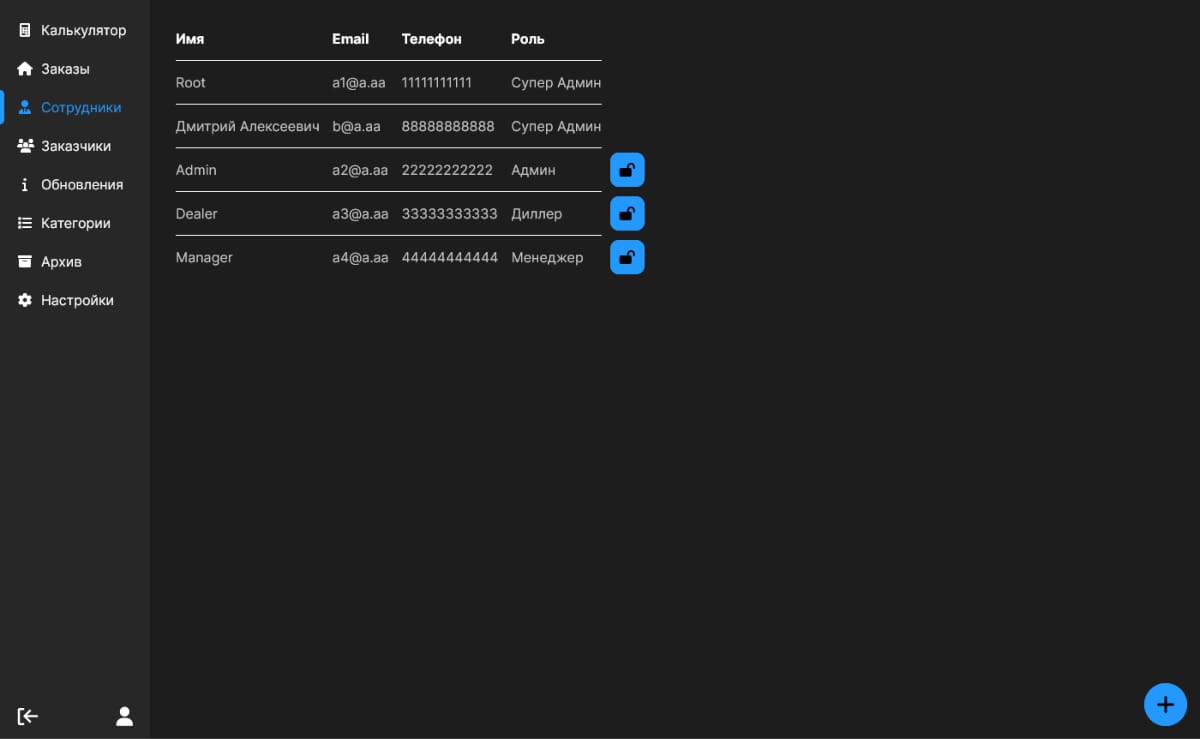 Калькулятор
Заказы
Сотрудники
Заказчики
Обновления
Категории
Архив
Настройки
Имя Email Телефон Роль
Root a1@a.aa 11111111111 Супер Админ
Дмитрий Алексеевич b@a.aa 88888888888 Супер Админ
Admin a2@a.aa 22222222222 Админ
Dealer a3@a.aa 33333333333 Диллер
Manager a4@a.aa 44444444444 Менеджер